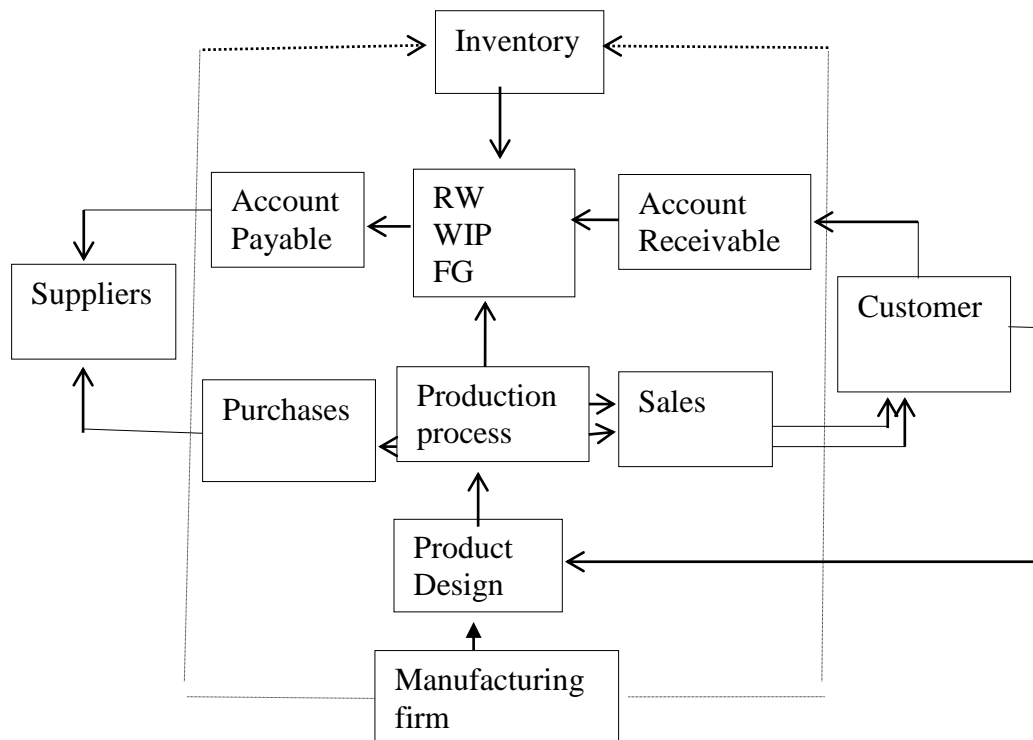 Inventory
Account
Payable
RW
WIP
FG
Account
Receivable
Suppliers
Customer
Purchases
Production
process
Sales
Product
Design
Manufacturing
firm